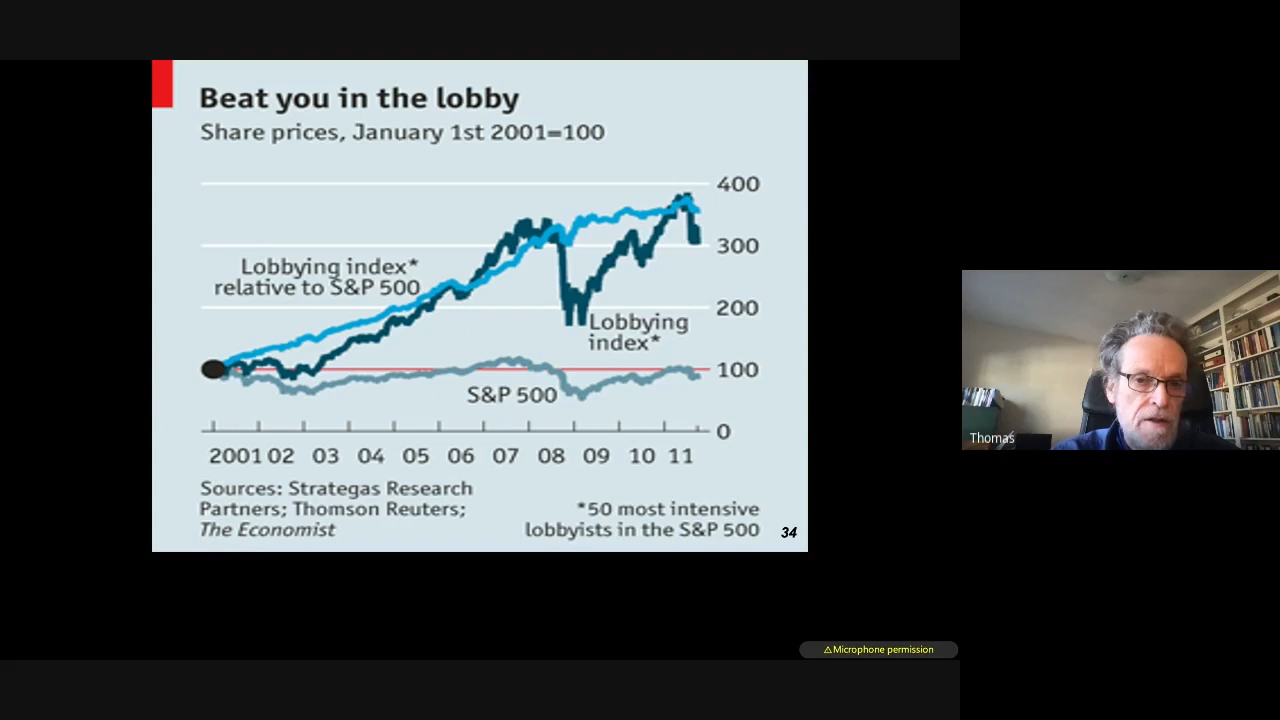 Beat you in the lobby
Share prices, January 1st 2001=100
400
300
200
100
0
Lobbying index*
relative to S&P 500
Lobbying
index*
S&P 500
2001 02 03 04 05 06 07 08 09 10 11
Sources: Strategas Research
Partners; Thomson Reuters;
The Economist
*50 most intensive
lobbyists in the S&P 500
34
Thomas
⚠Microphone permission